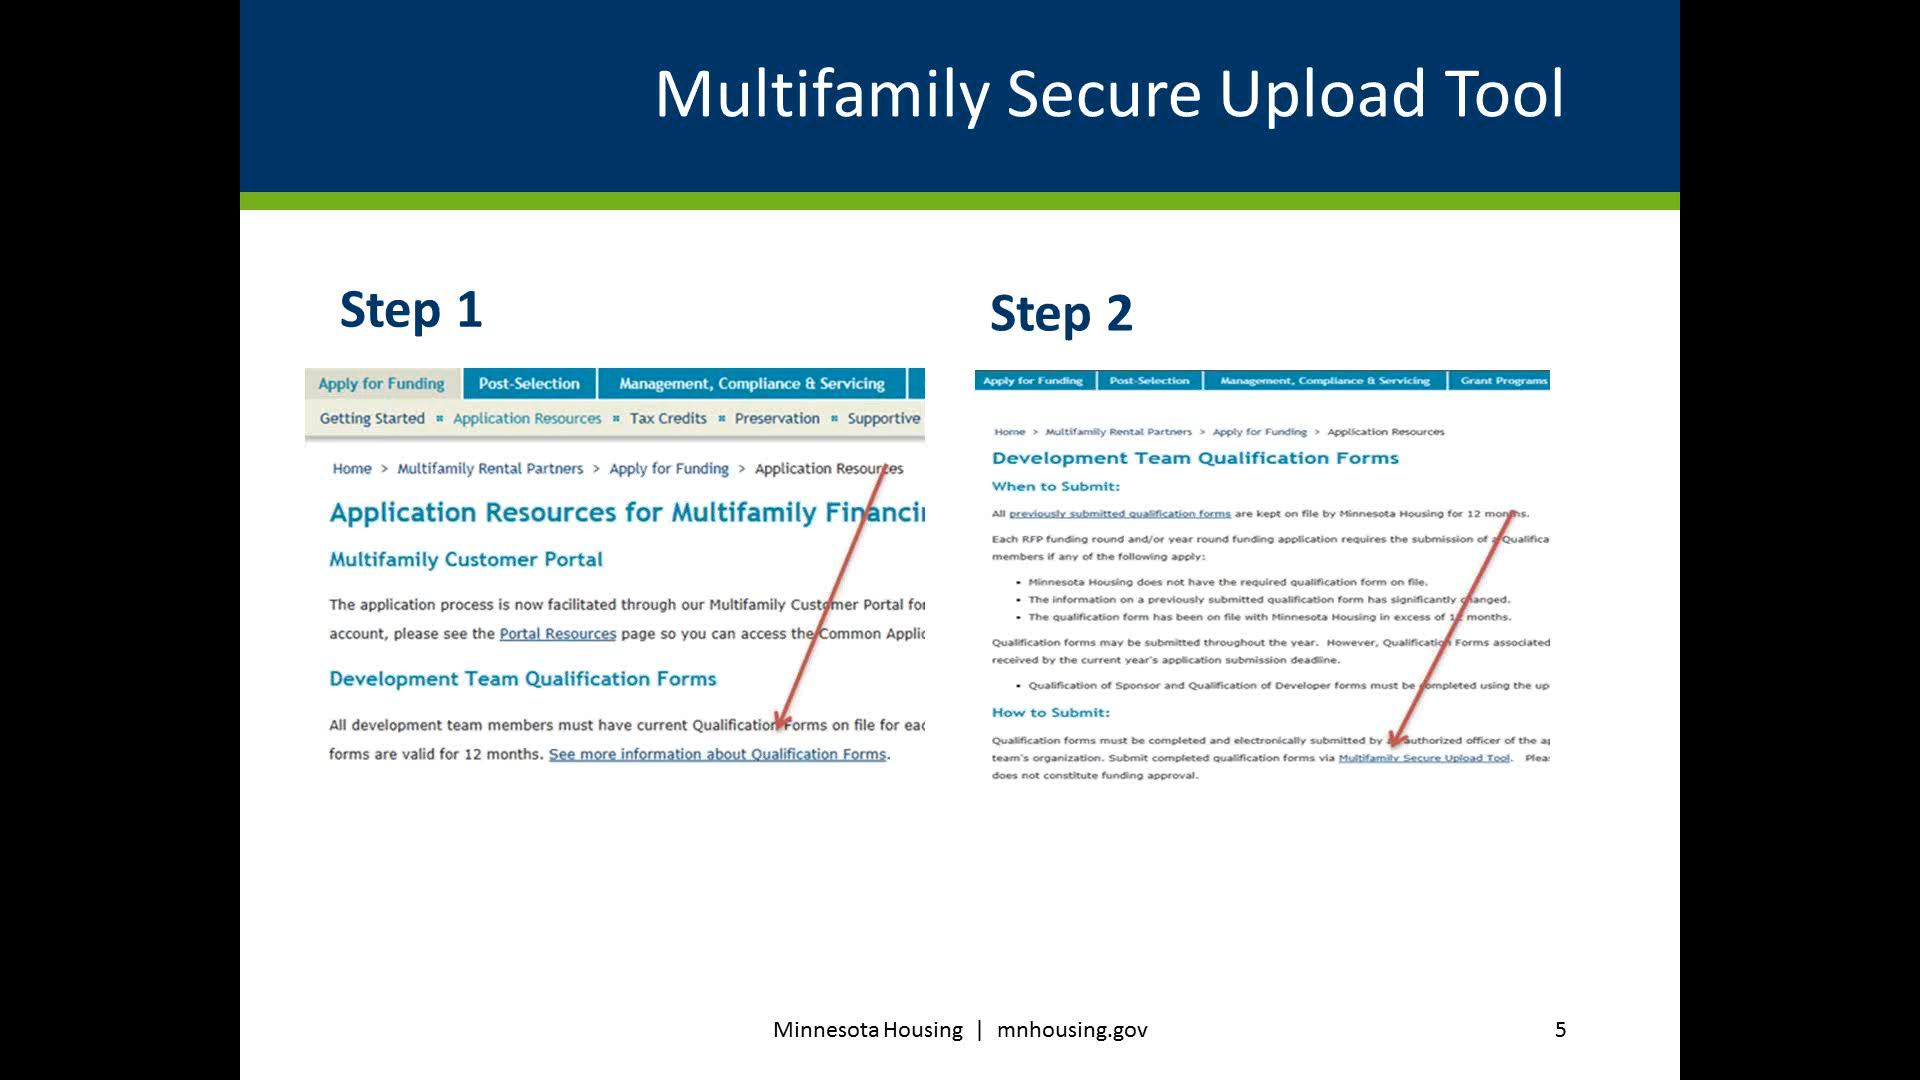 Multifamily Secure Upload Tool
Step 1
Apply for Funding Post-Selection Management, Compliance & Servicing
Getting Started Application Resources Tax Credits Preservation Supportive
Home > Multifamily Rental Partners > Apply for Funding > Application Resources
Application Resources for Multifamily Financin
Multifamily Customer Portal
The application process is now facilitated through our Multifamily Customer Portal for
account, please see the Portal Resources page so you can access the Common Applic
Development Team Qualification Forms
All development team members must have current Qualification Forms on file for eac
forms are valid for 12 months. See more information about Qualification Forms.
Step 2
Apply for Funding Post-Selection Management, Compliance & Servicing Grant Programs
Home > Multifamily Rental Partners > Apply for Funding > Application Resources
Development Team Qualification Forms
When to Submit:
All previously submitted qualification forms are kept on file by Minnesota Housing for 12 months.
Each RFP funding round and/or year round funding application requires the submission of a Qualifica
members if any of the following apply:
• Minnesota Housing does not have the required qualification form on file.
• The information on a previously submitted qualification form has significantly changed.
• The qualification form has been on file with Minnesota Housing in excess of 12 months.
Qualification forms may be submitted throughout the year. However, Qualification Forms associated
received by the current year's application submission deadline.
• Qualification of Sponsor and Qualification of Developer forms must be completed using the up
How to Submit:
Qualification forms must be completed and electronically submitted by an authorized officer of the ap
team's organization. Submit completed qualification forms via Multifamily Secure Upload Tool. Pleas
does not constitute funding approval.
Minnesota Housing | mnhousing.gov
5